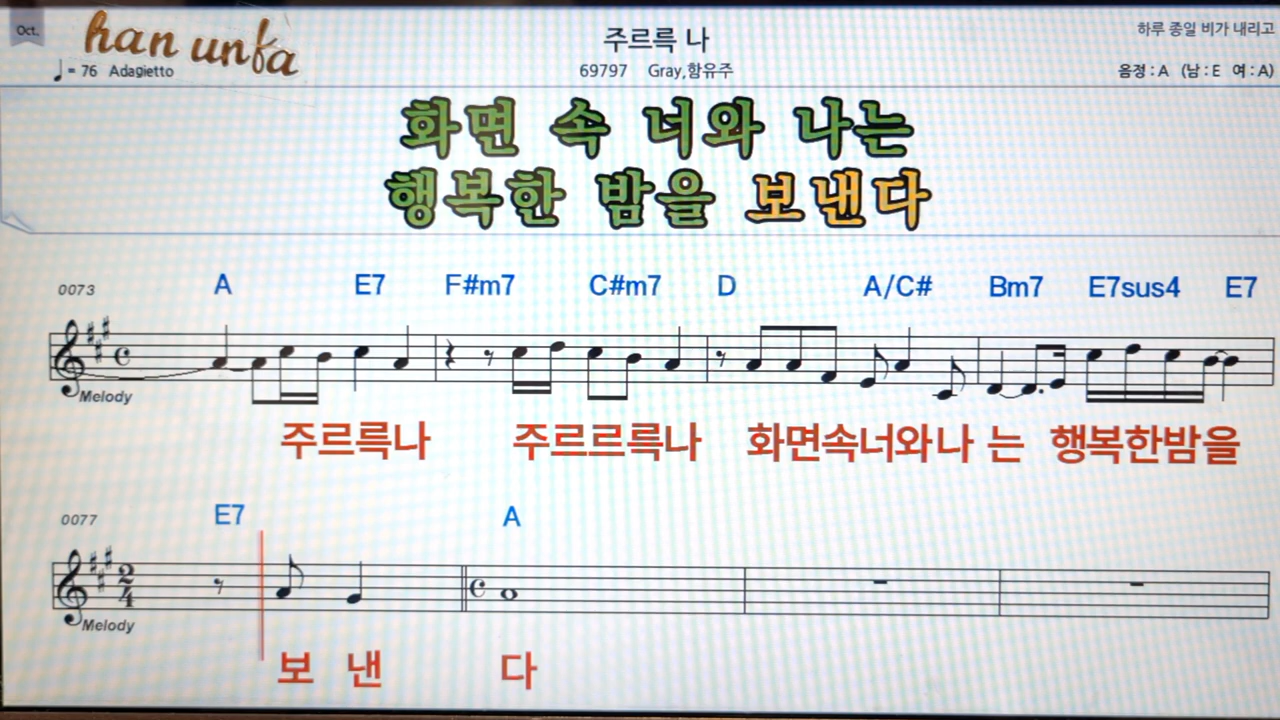 Oct.
han unfa
주르륵 나
하루 종일 비가 내리고
♩= 76 Adagietto
69797 Gray,함유주
음정 : A (남 : E 여 : A)
화면 속 너와 나는
행복한 밤을 보낸다
0073 A E7 F#m7 C#m7 D A/C# Bm7 E7sus4 E7
Melody
주르륵나 주르르륵나 화면속너와나 는 행복한밤을
0077 E7 A
2
4
Melody
보 낸 다